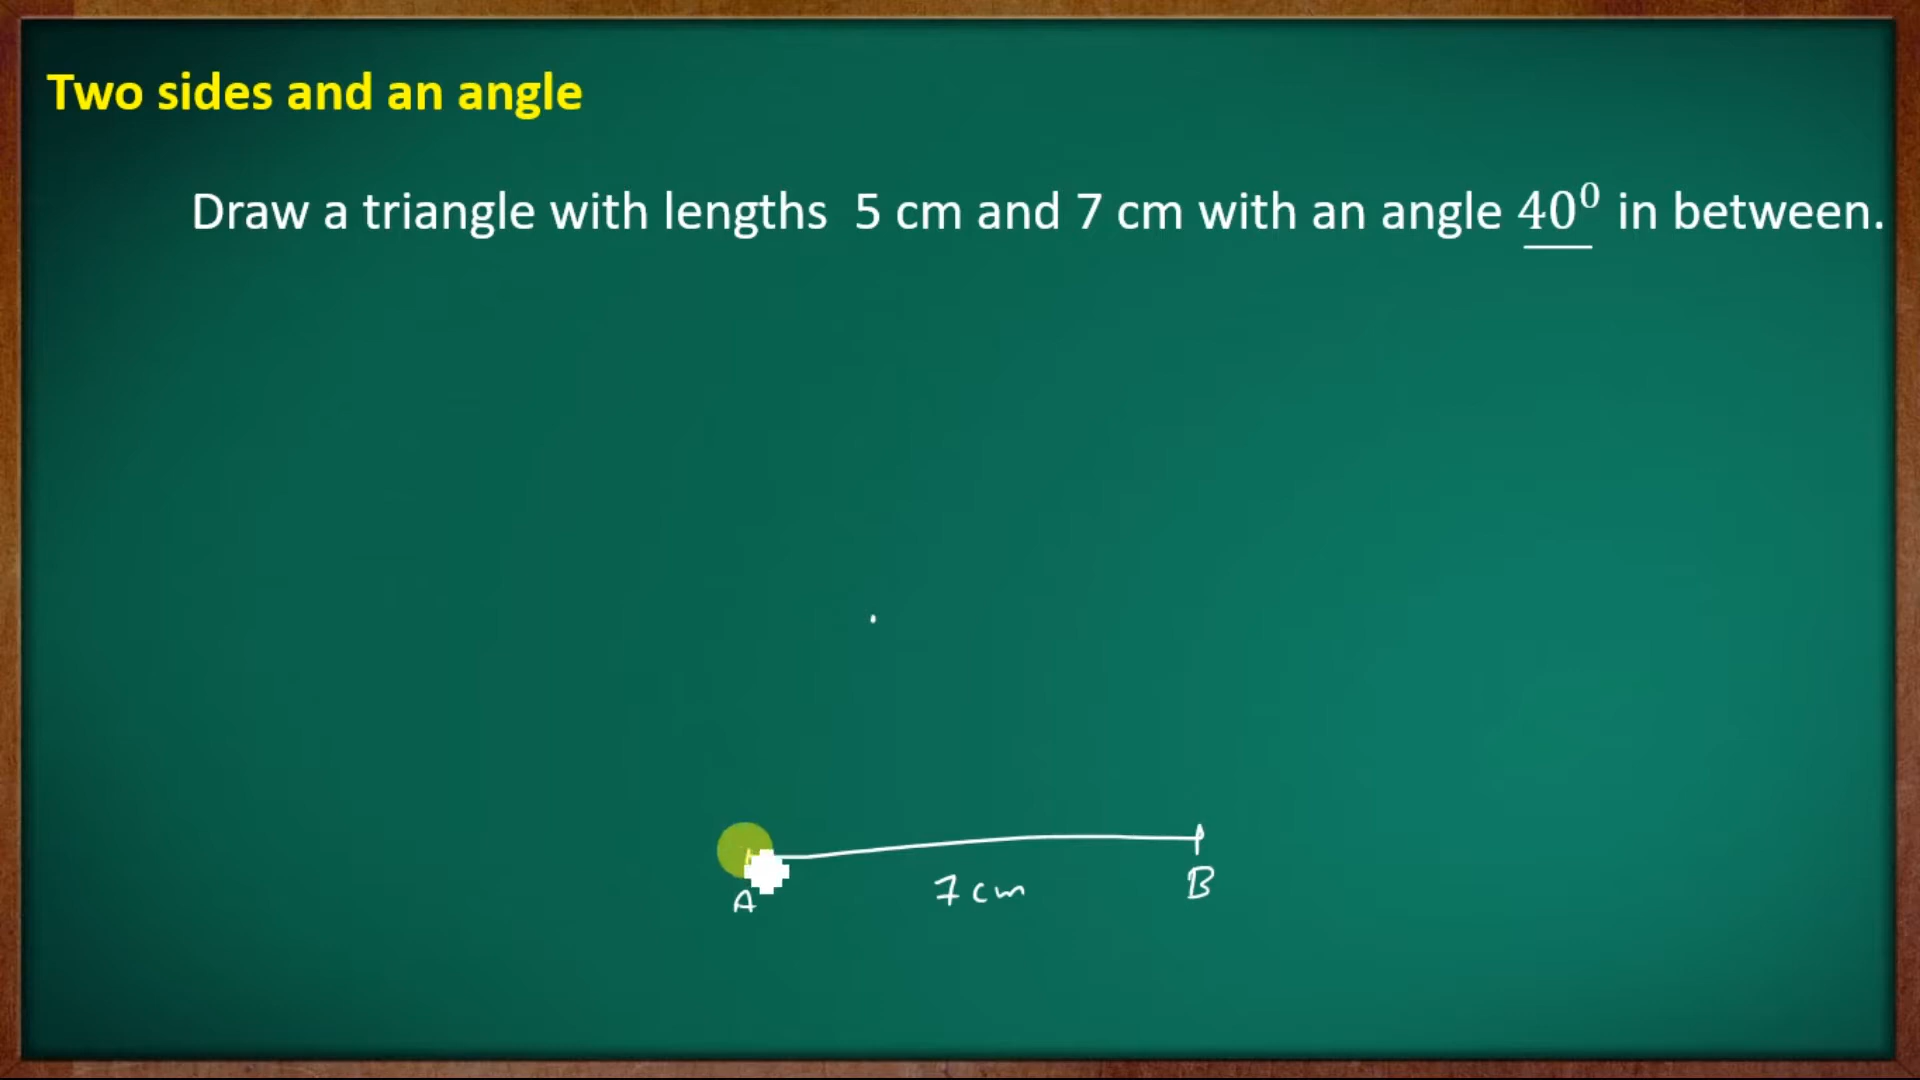 Two sides and an angle
Draw a triangle with lengths 5 cm and 7 cm with an angle 40⁰ in between.
A 7 cm B